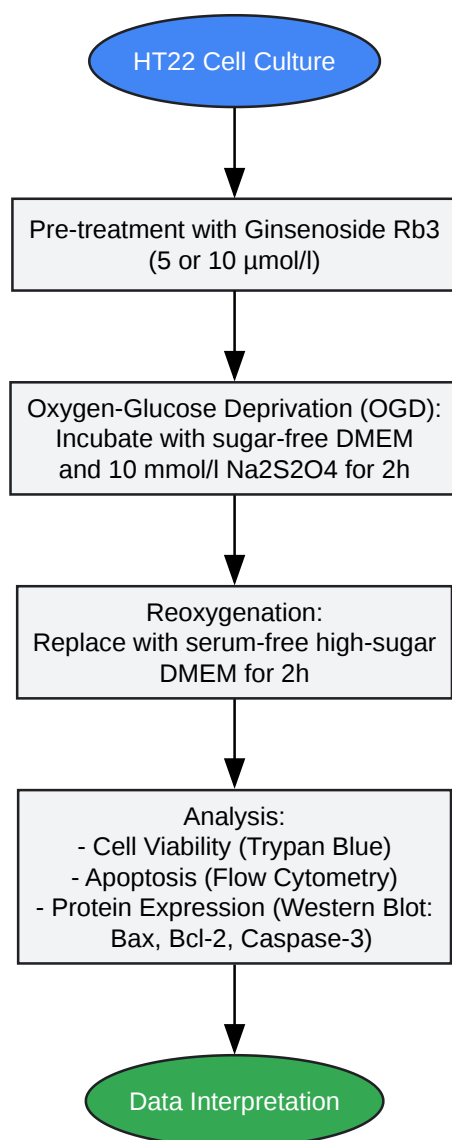 HT22 Cell Culture
Pre-treatment with Ginsenoside Rb3
(5 or 10 µmol/l)
Oxygen-Glucose Deprivation (OGD):
Incubate with sugar-free DMEM
and 10 mmol/l Na2S2O4 for 2h
Reoxygenation:
Replace with serum-free high-sugar
DMEM for 2h
Analysis:
- Cell Viability (Trypan Blue)
- Apoptosis (Flow Cytometry)
- Protein Expression (Western Blot:
Bax, Bcl-2, Caspase-3)
Data Interpretation